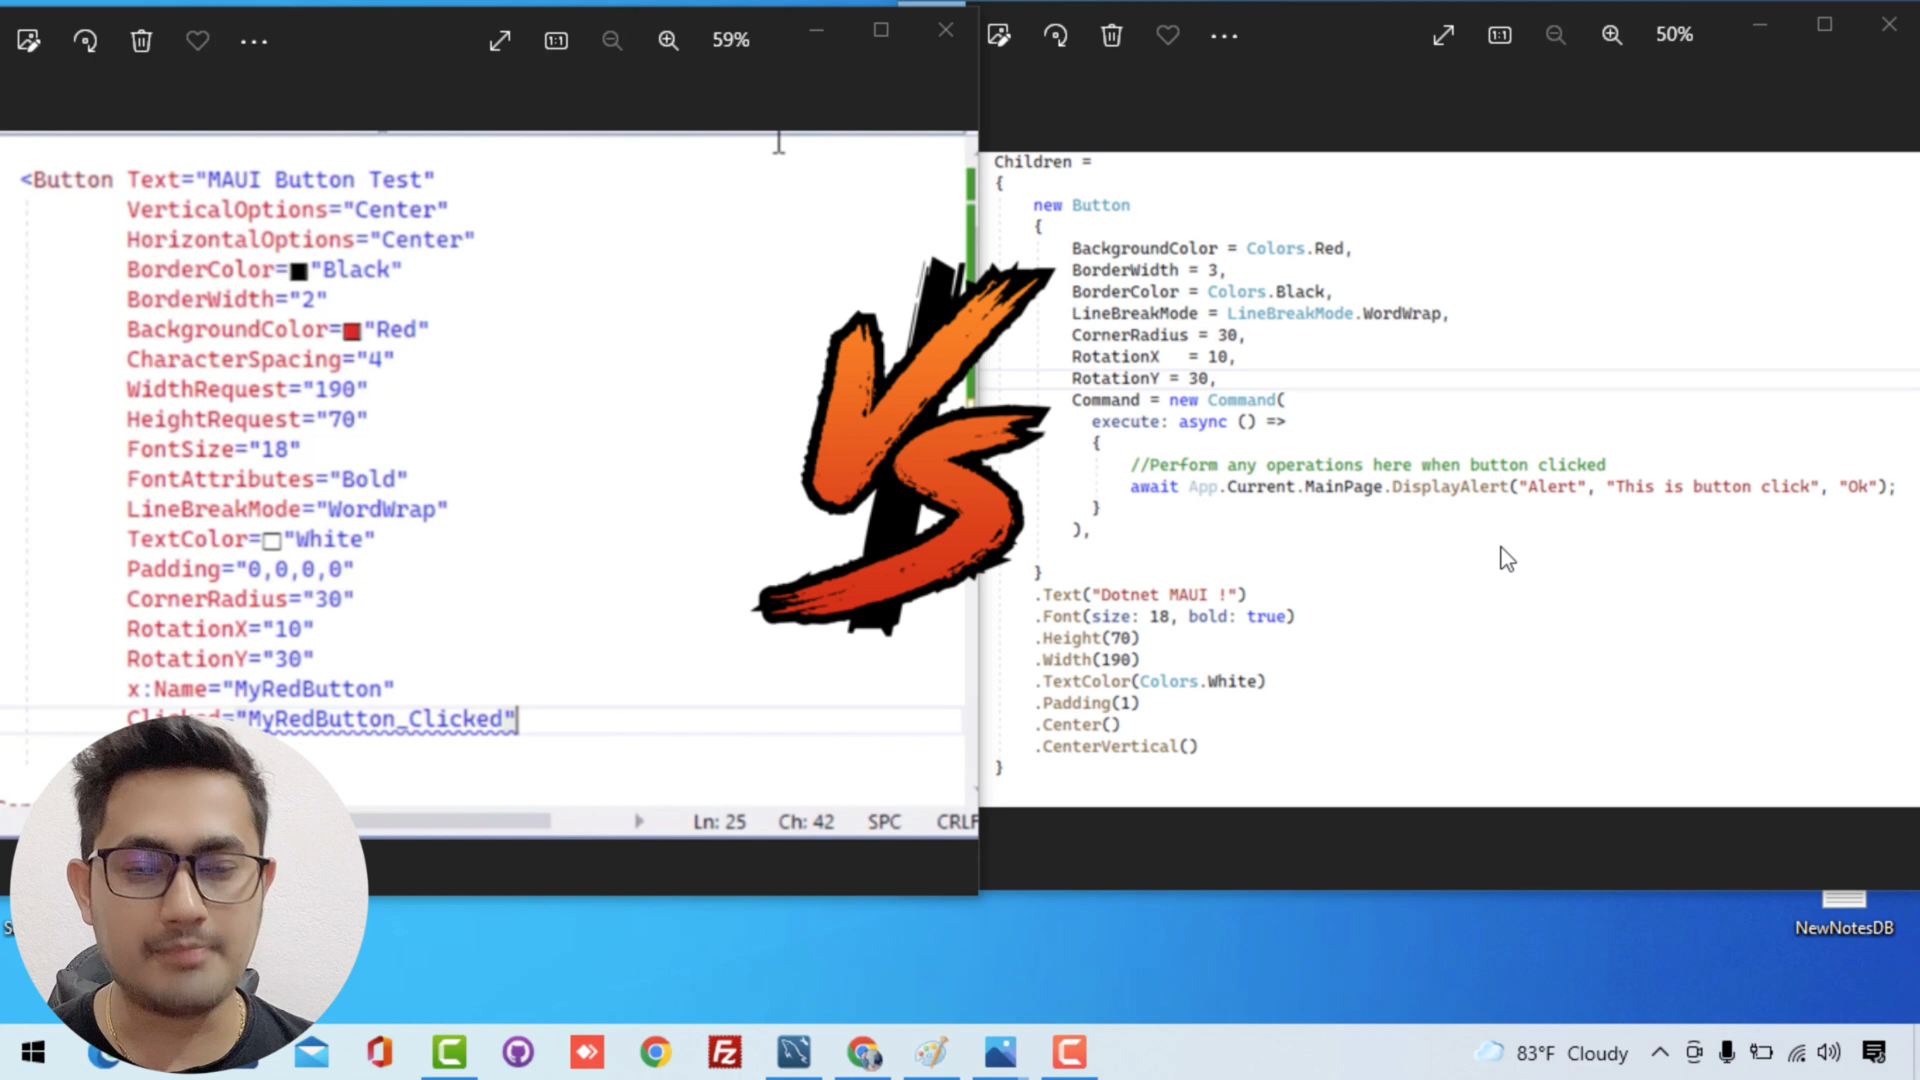 59%
50%
<Button Text="MAUI Button Test"
VerticalOptions="Center"
HorizontalOptions="Center"
BorderColor="Black"
BorderWidth="2"
BackgroundColor="Red"
CharacterSpacing="4"
WidthRequest="190"
HeightRequest="70"
FontSize="18"
FontAttributes="Bold"
LineBreakMode="WordWrap"
TextColor="White"
Padding="0,0,0,0"
CornerRadius="30"
RotationX="10"
RotationY="30"
x:Name="MyRedButton"
Clicked="MyRedButton_Clicked"
Ln: 25 Ch: 42 SPC CRLF
VS
Children =
{
new Button
{
BackgroundColor = Colors.Red,
BorderWidth = 3,
BorderColor = Colors.Black,
LineBreakMode = LineBreakMode.WordWrap,
CornerRadius = 30,
RotationX = 10,
RotationY = 30,
Command = new Command(
execute: async () =>
{
//Perform any operations here when button clicked
await App.Current.MainPage.DisplayAlert("Alert", "This is button click", "Ok");
}
),
}
.Text("Dotnet MAUI !")
.Font(size: 18, bold: true)
.Height(70)
.Width(190)
.TextColor(Colors.White)
.Padding(1)
.Center()
.CenterVertical()
}
NewNotesDB
83°F Cloudy